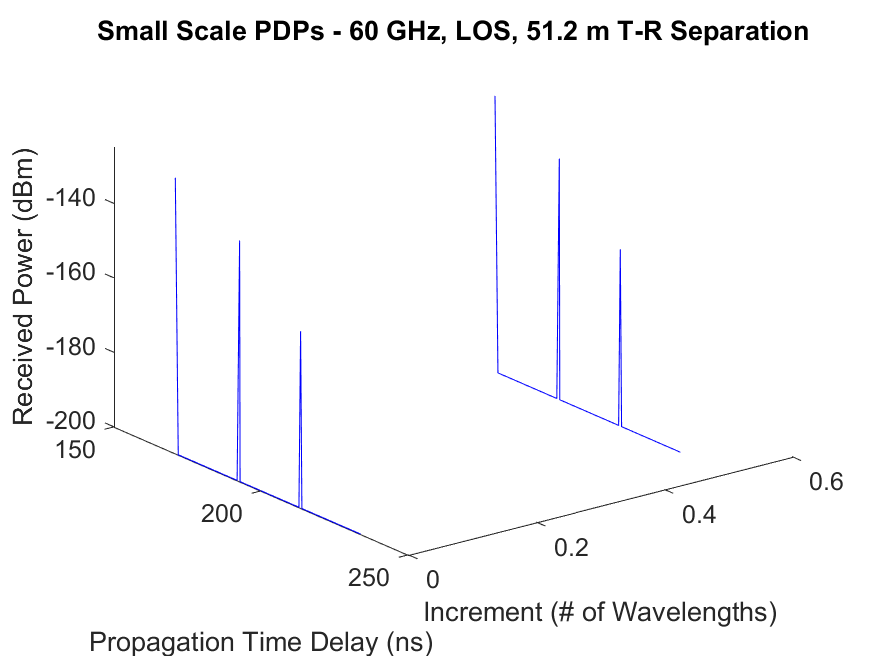 Small Scale PDPs - 60 GHz, LOS, 51.2 m T-R Separation
Received Power (dBm)
-140
-160
-180
-200
150
200
250
0
0.2
0.4
0.6
Increment (# of Wavelengths)
Propagation Time Delay (ns)